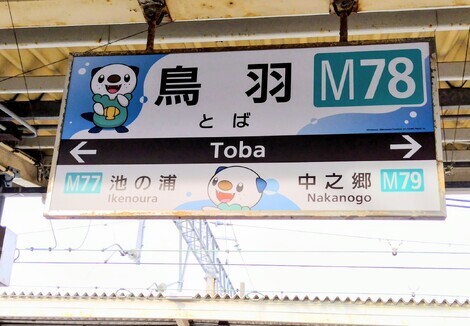 鳥羽 M78
とば
← Toba →
M77 池の浦 中之郷 M79
Ikenoura Nakanogo